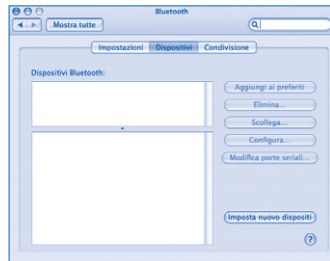 Bluetooth
Mostra tutte
Impostazioni Dispositivi Condivisione
Dispositivi Bluetooth:
Aggiungi ai preferiti
Elimina...
Scollega...
Configura...
Modifica porte seriali...
Imposta nuovo dispositi
?